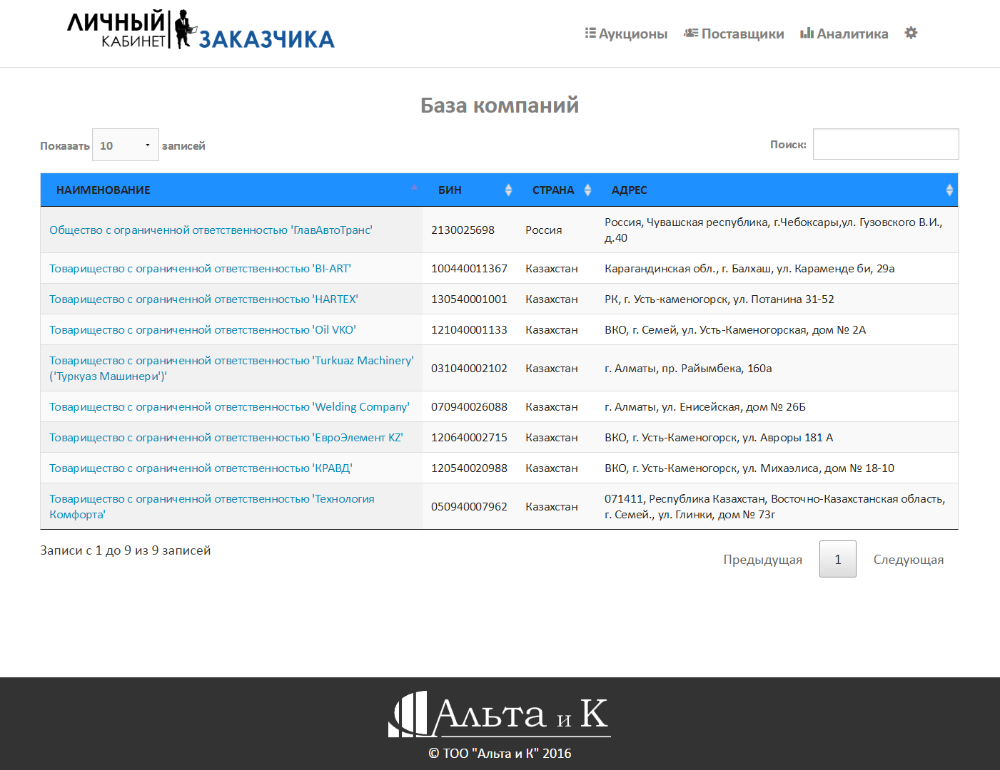 ЛИЧНЫЙ
КАБИНЕТ
ЗАКАЗЧИКА
Аукционы Поставщики Аналитика
База компаний
Показать 10 записей Поиск:
НАИМЕНОВАНИЕ БИН СТРАНА АДРЕС
Общество с ограниченной ответственностью 'ГлавАвтоТранс' 2130025698 Россия Россия, Чувашская республика, г.Чебоксары,ул. Гузовского В.И.,
д.40
Товарищество с ограниченной ответственностью 'BI-ART' 100440011367 Казахстан Карагандинская обл., г. Балхаш, ул. Караменде би, 29а
Товарищество с ограниченной ответственностью 'HARTEX' 130540001001 Казахстан РК, г. Усть-каменогорск, ул. Потанина 31-52
Товарищество с ограниченной ответственностью 'Oil VKO' 121040001133 Казахстан ВКО, г. Семей, ул. Усть-Каменогорская, дом № 2А
Товарищество с ограниченной ответственностью 'Turkuaz Machinery'
('Туркуаз Машинери')' 031040002102 Казахстан г. Алматы, пр. Райымбека, 160а
Товарищество с ограниченной ответственностью 'Welding Company' 070940026088 Казахстан г. Алматы, ул. Енисейская, дом № 26Б
Товарищество с ограниченной ответственностью 'ЕвроЭлемент KZ' 120640002715 Казахстан ВКО, г. Усть-Каменогорск, ул. Авроры 181 А
Товарищество с ограниченной ответственностью 'КРАВД' 120540020988 Казахстан ВКО, г. Усть-Каменогорск, ул. Михаэлиса, дом № 18-10
Товарищество с ограниченной ответственностью 'Технология
Комфорта' 050940007962 Казахстан 071411, Республика Казахстан, Восточно-Казахстанская область,
г. Семей., ул. Глинки, дом № 73г
Записи с 1 до 9 из 9 записей
Предыдущая 1 Следующая
Альта и К
© ТОО "Альта и К" 2016